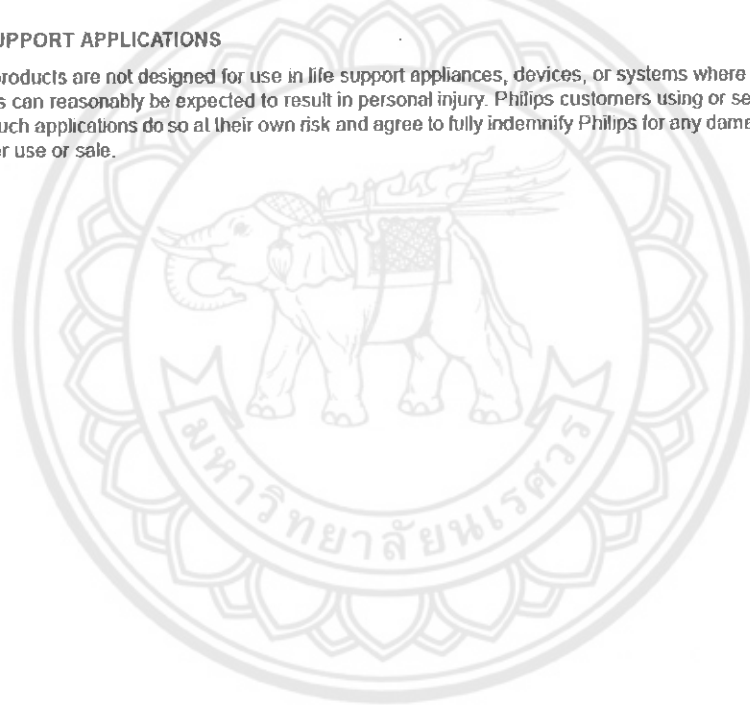 UPPORT APPLICATIONS
roducts are not designed for use in life support appliances, devices, or systems where
s can reasonably be expected to result in personal injury. Philips customers using or se
uch applications do so at their own risk and agree to fully indemnify Philips for any dam
r use or sale.
มหาวิทยาลัยนเรศวร